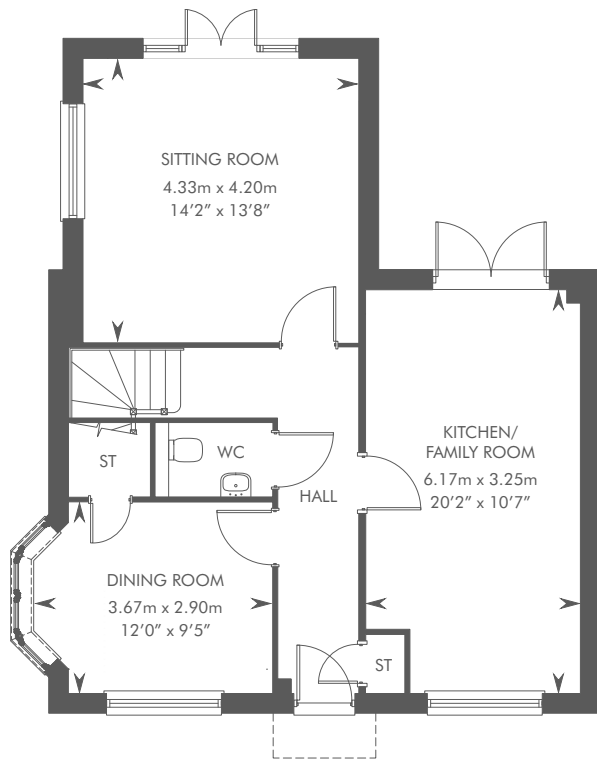 SITTING ROOM
4.33m x 4.20m
14’2” x 13’8”
KITCHEN/
FAMILY ROOM
6.17m x 3.25m
20’2” x 10’7”
ST
WC
HALL
DINING ROOM
3.67m x 2.90m
12’0” x 9’5”
ST